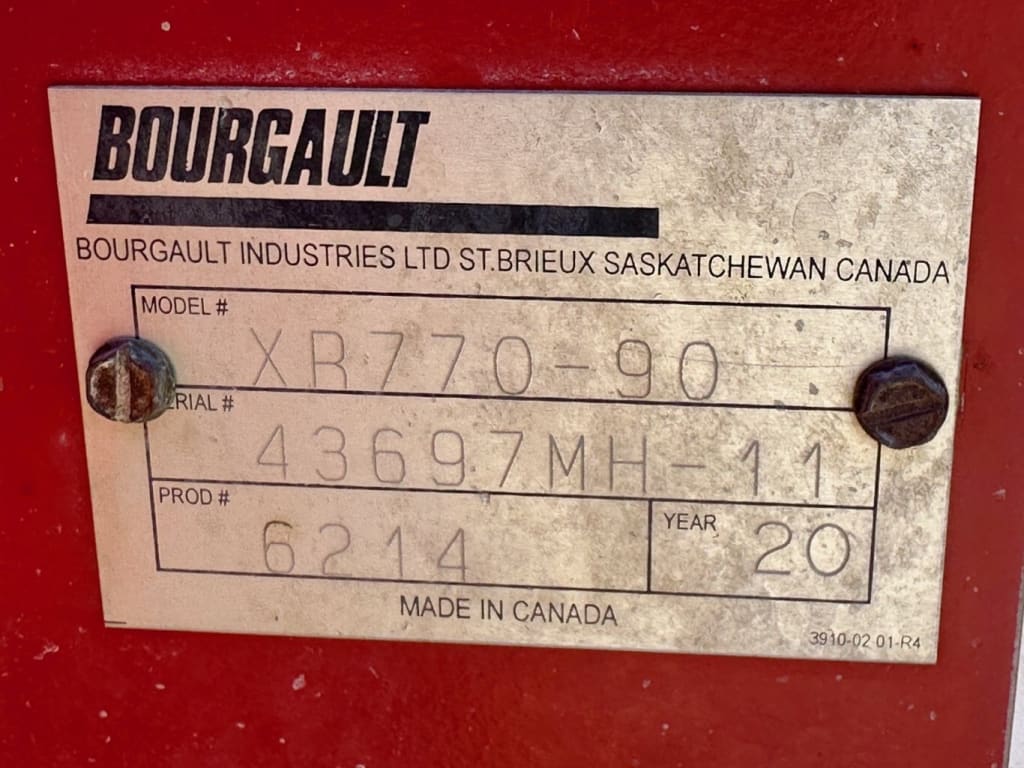 BOURGAULT
BOURGAULT INDUSTRIES LTD ST.BRIEUX SASKATCHEWAN CANADA
MODEL #
XR770-90
ERIAL #
43697MH-11
PROD #
6214
YEAR
20
MADE IN CANADA
3910-02 01-R4